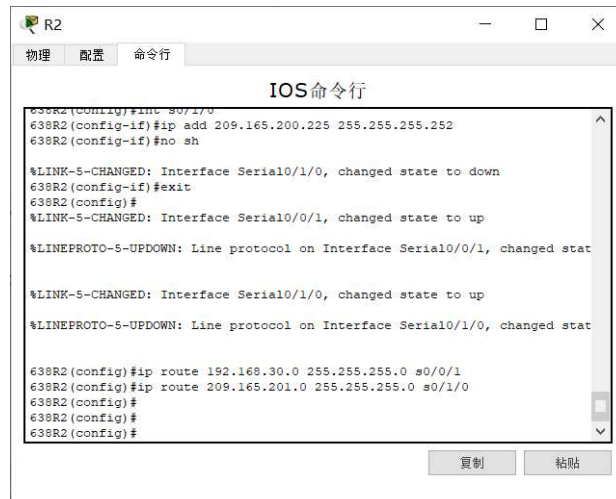 R2
物理 配置 命令行
IOS命令行
638R2(config)#int s0/1/0
638R2(config-if)#ip add 209.165.200.225 255.255.255.252
638R2(config-if)#no sh
%LINK-5-CHANGED: Interface Serial0/1/0, changed state to down
638R2(config-if)#exit
638R2(config)#
%LINK-5-CHANGED: Interface Serial0/0/1, changed state to up
%LINEPROTO-5-UPDOWN: Line protocol on Interface Serial0/0/1, changed stat
%LINK-5-CHANGED: Interface Serial0/1/0, changed state to up
%LINEPROTO-5-UPDOWN: Line protocol on Interface Serial0/1/0, changed stat
638R2(config)#ip route 192.168.30.0 255.255.255.0 s0/0/1
638R2(config)#ip route 209.165.201.0 255.255.255.0 s0/1/0
638R2(config)#
638R2(config)#
638R2(config)#
复制 粘贴